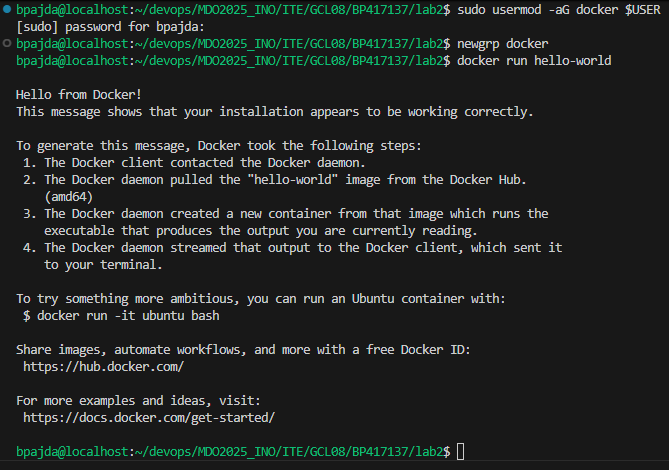 bpajda@localhost:~/devops/MDO2025_INO/ITE/GCL08/BP417137/lab2$ sudo usermod -aG docker $USER
[sudo] password for bpajda:
bpajda@localhost:~/devops/MDO2025_INO/ITE/GCL08/BP417137/lab2$ newgrp docker
bpajda@localhost:~/devops/MDO2025_INO/ITE/GCL08/BP417137/lab2$ docker run hello-world

Hello from Docker!
This message shows that your installation appears to be working correctly.

To generate this message, Docker took the following steps:
 1. The Docker client contacted the Docker daemon.
 2. The Docker daemon pulled the "hello-world" image from the Docker Hub.
    (amd64)
 3. The Docker daemon created a new container from that image which runs the
    executable that produces the output you are currently reading.
 4. The Docker daemon streamed that output to the Docker client, which sent it
    to your terminal.

To try something more ambitious, you can run an Ubuntu container with:
 $ docker run -it ubuntu bash

Share images, automate workflows, and more with a free Docker ID:
 https://hub.docker.com/

For more examples and ideas, visit:
 https://docs.docker.com/get-started/

bpajda@localhost:~/devops/MDO2025_INO/ITE/GCL08/BP417137/lab2$